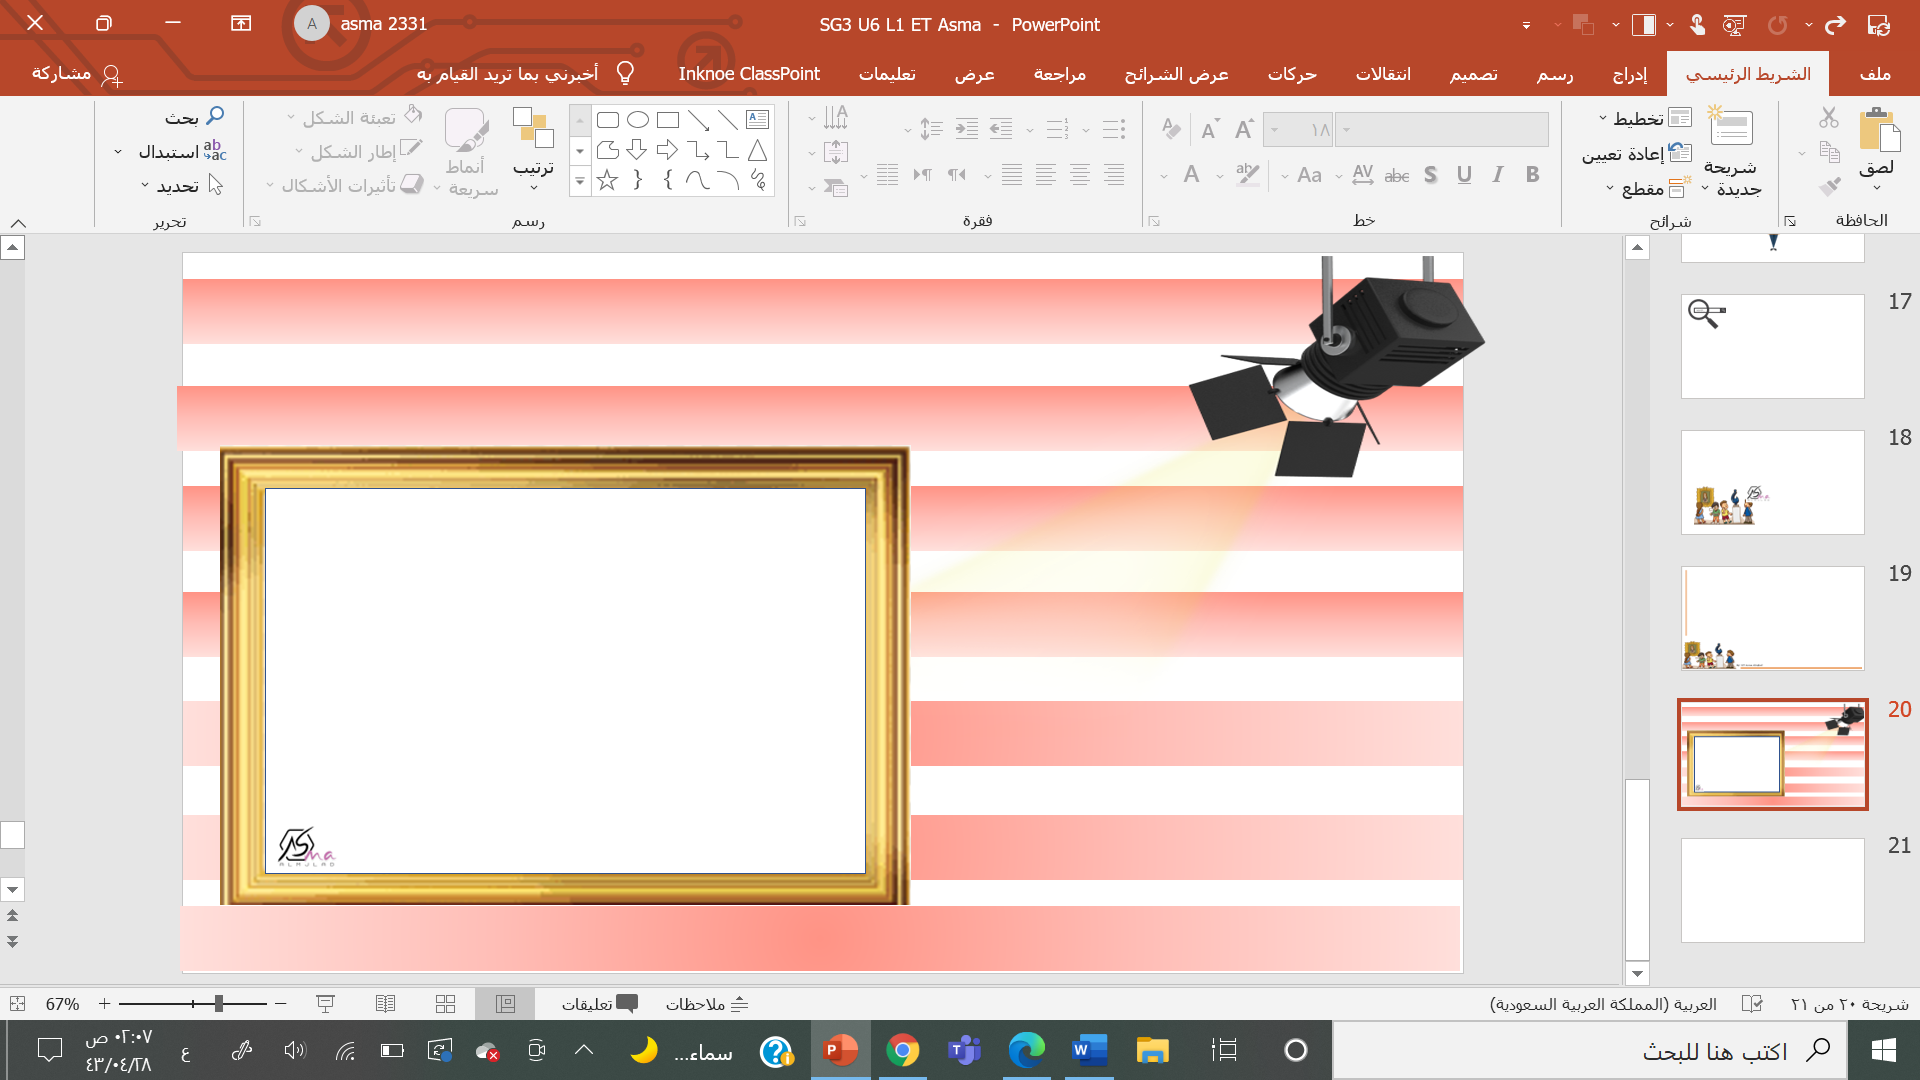 SG3 U6 L1 ET Asma - PowerPoint
asma 2331
A
ملف
الشريط الرئيسي
إدراج
رسم
تصميم
انتقالات
حركات
عرض الشرائح
مراجعة
عرض
تعليمات
Inknoe ClassPoint
أخبرني بما تريد القيام به
مشاركة
لصق
الحافظة
شريحة
جديدة
تخطيط
إعادة تعيين
مقطع
شرائح
١٨
خط
فقرة
ترتيب
أنماط
سريعة
تعبئة الشكل
إطار الشكل
تأثيرات الأشكال
رسم
بحث
استبدال
تحديد
تحرير
17
18
19
20
21
ASma
ALMJLAD
شريحة ٢٠ من ٢١
العربية (المملكة العربية السعودية)
ملاحظات
تعليقات
67%
اكتب هنا للبحث
سماء...
ع
٠٢:٠٧ ص
٤٣/٠٤/٢٨